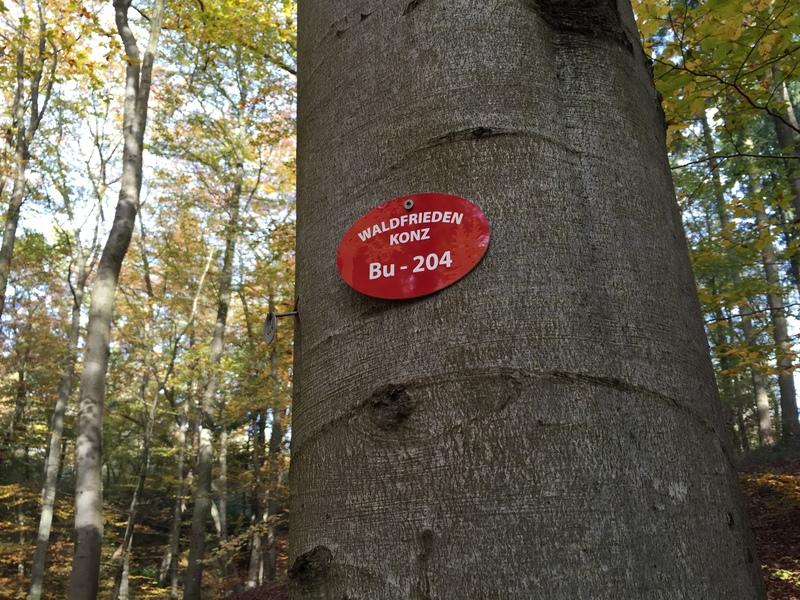 WALDFRIEDEN
KONZ
Bu - 204